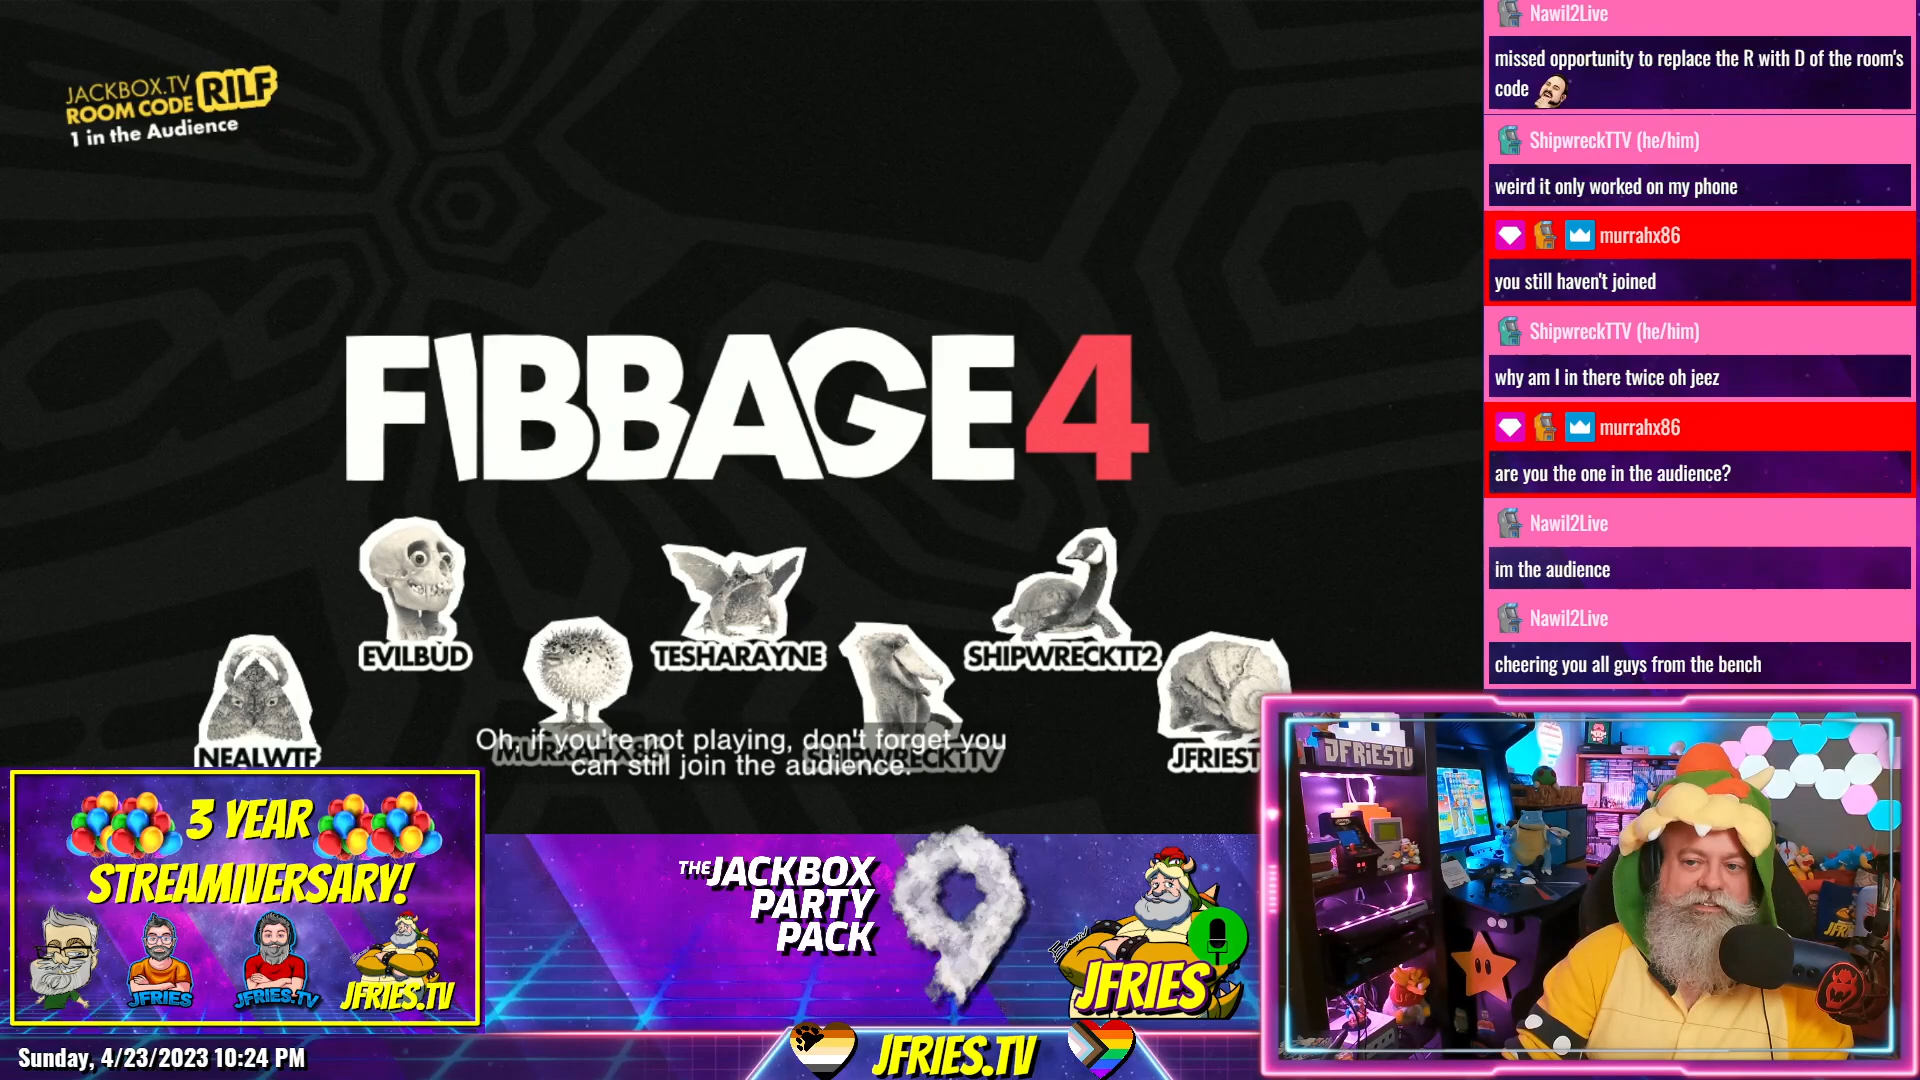 JACKBOX.TV
ROOM CODE RILF
1 in the Audience
FIBBAGE 4
EVILBUD
TESHARAYNE
SHIPWRECKTT2
NEALWTF
MURRAHX86
SHIPWRECKTTV
JFRIEST
Oh, if you're not playing, don't forget you
can still join the audience.
Nawil2Live
missed opportunity to replace the R with D of the room's
code
ShipwreckTTV (he/him)
weird it only worked on my phone
murrahx86
you still haven't joined
ShipwreckTTV (he/him)
why am I in there twice oh jeez
murrahx86
are you the one in the audience?
Nawil2Live
im the audience
Nawil2Live
cheering you all guys from the bench
3 YEAR
STREAMIVERSARY!
JFRIES
JFRIES.TV
JFRIES.TV
THE JACKBOX
PARTY
PACK
9
JFRIES
JFRIES.TV
JFRIESTV
Sunday, 4/23/2023 10:24 PM